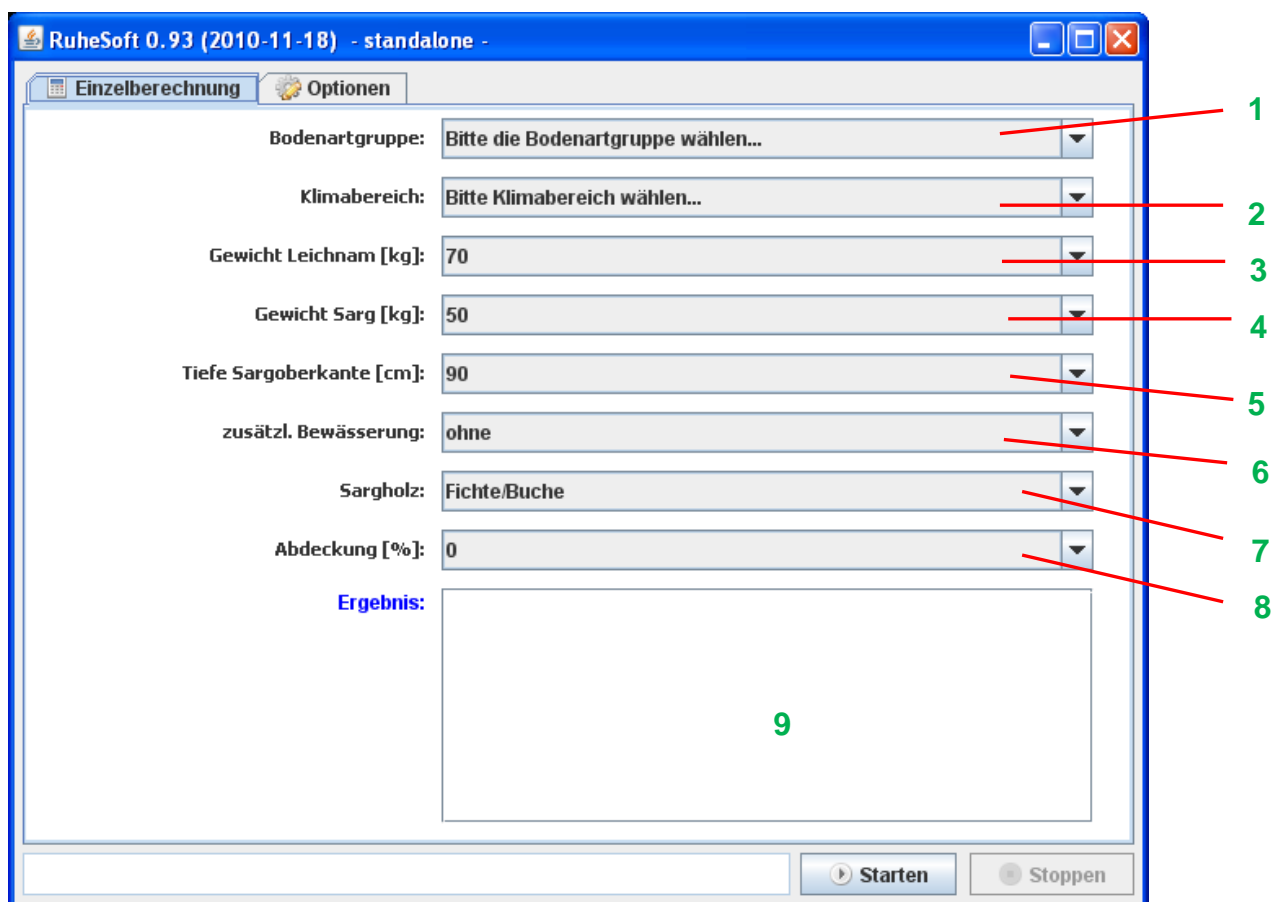 RuheSoft 0.93 (2010-11-18) - standalone -
Einzelberechnung Optionen
Bodenartgruppe: Bitte die Bodenartgruppe wählen... 1
Klimabereich: Bitte Klimabereich wählen... 2
Gewicht Leichnam [kg]: 70 3
Gewicht Sarg [kg]: 50 4
Tiefe Sargoberkante [cm]: 90 5
zusätzl. Bewässerung: ohne 6
Sargholz: Fichte/Buche 7
Abdeckung [%]: 0 8
Ergebnis:
9
Starten Stoppen